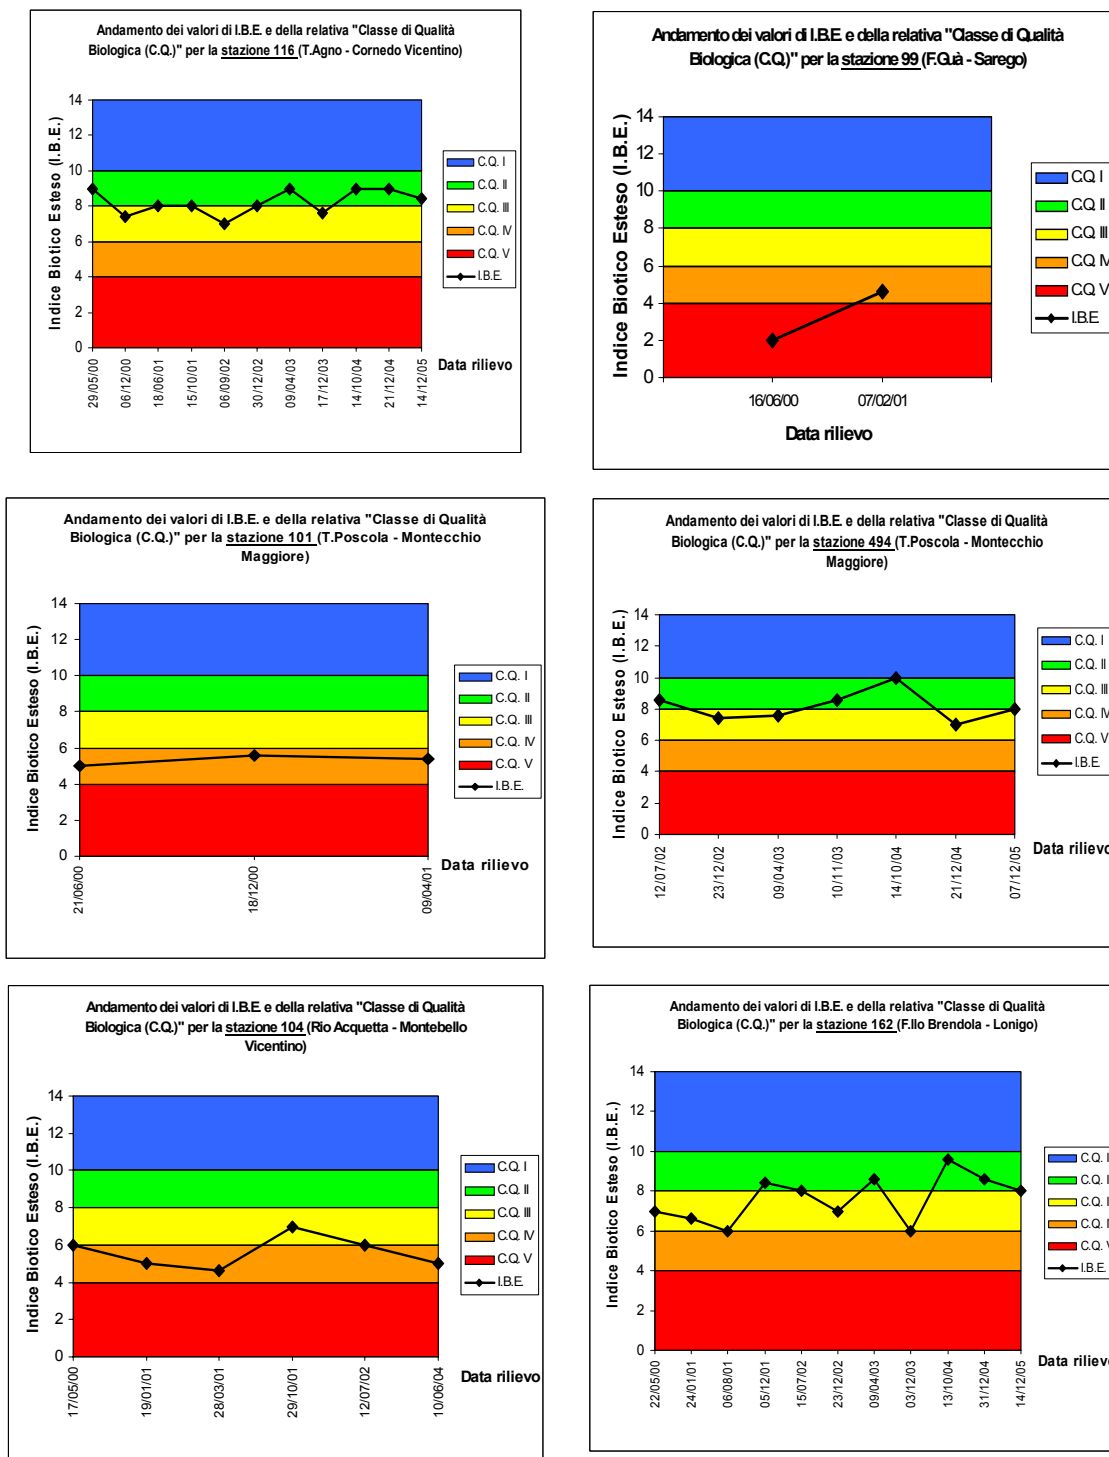 Andamento dei valori di I.B.E. e della relativa "Classe di Qualità
Biologica (C.Q.)" per la stazione 116 (T.Agno - Cornedo Vicentino)
Indice Biotico Esteso (I.B.E.)
14
12
10
8
6
4
2
0
29/05/00
06/12/00
18/06/01
15/10/01
06/09/02
30/12/02
09/04/03
17/12/03
14/10/04
21/12/04
14/12/05
Data rilievo
C.Q. I
C.Q. II
C.Q. III
C.Q. IV
C.Q. V
I.B.E.
Andamento dei valori di I.B.E. e della relativa "Classe di Qualità
Biologica (C.Q.)" per la stazione 99 (F.Guà - Sarego)
Indice Biotico Esteso (I.B.E.)
14
12
10
8
6
4
2
0
16/06/00
07/02/01
Data rilievo
C.Q. I
C.Q. II
C.Q. III
C.Q. IV
C.Q. V
I.B.E.
Andamento dei valori di I.B.E. e della relativa "Classe di Qualità
Biologica (C.Q.)" per la stazione 101 (T.Poscola - Montecchio
Maggiore)
Indice Biotico Esteso (I.B.E.)
14
12
10
8
6
4
2
0
21/06/00
18/12/00
09/04/01
Data rilievo
C.Q. I
C.Q. II
C.Q. III
C.Q. IV
C.Q. V
I.B.E.
Andamento dei valori di I.B.E. e della relativa "Classe di Qualità
Biologica (C.Q.)" per la stazione 494 (T.Poscola - Montecchio
Maggiore)
Indice Biotico Esteso (I.B.E.)
14
12
10
8
6
4
2
0
12/07/02
23/12/02
09/04/03
10/11/03
14/10/04
21/12/04
07/12/05
Data rilievo
C.Q. I
C.Q. II
C.Q. III
C.Q. IV
C.Q. V
I.B.E.
Andamento dei valori di I.B.E. e della relativa "Classe di Qualità
Biologica (C.Q.)" per la stazione 104 (Rio Acquetta - Montebello
Vicentino)
Indice Biotico Esteso (I.B.E.)
14
12
10
8
6
4
2
0
17/05/00
19/01/01
28/03/01
29/10/01
12/07/02
10/06/04
Data rilievo
C.Q. I
C.Q. II
C.Q. III
C.Q. IV
C.Q. V
I.B.E.
Andamento dei valori di I.B.E. e della relativa "Classe di Qualità
Biologica (C.Q.)" per la stazione 162 (F.llo Brendola - Lonigo)
Indice Biotico Esteso (I.B.E.)
14
12
10
8
6
4
2
0
22/05/00
24/01/01
06/08/01
05/12/01
15/07/02
23/12/02
09/04/03
03/12/03
13/10/04
31/12/04
14/12/05
Data rilievo
C.Q. I
C.Q. I
C.Q. I
C.Q. I
C.Q. V
I.B.E.